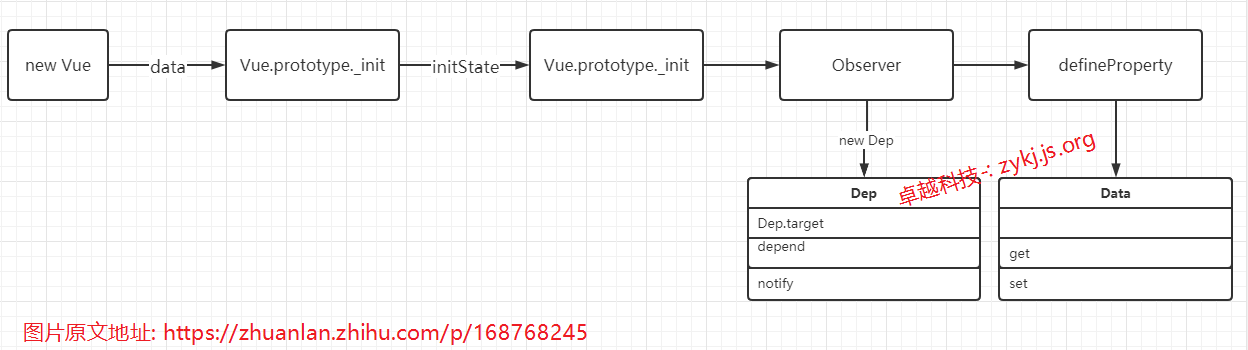 new Vue
data
Vue.prototype._init
initState
Vue.prototype._init
Observer
defineProperty
new Dep
卓越科技-: zykj.js.org
Dep
Dep.target
depend
notify
Data
get
set
图片原文地址: https://zhuanlan.zhihu.com/p/168768245